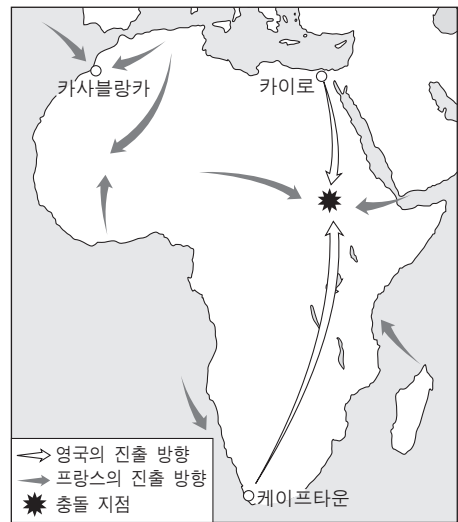 카사블랑카
카이로
영국의 진출 방향
프랑스의 진출 방향
충돌 지점
케이프타운